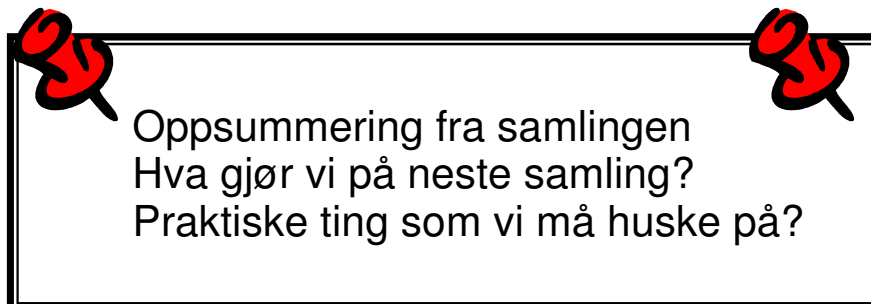 Oppsummering fra samlingen
Hva gjør vi på neste samling?
Praktiske ting som vi må huske på?